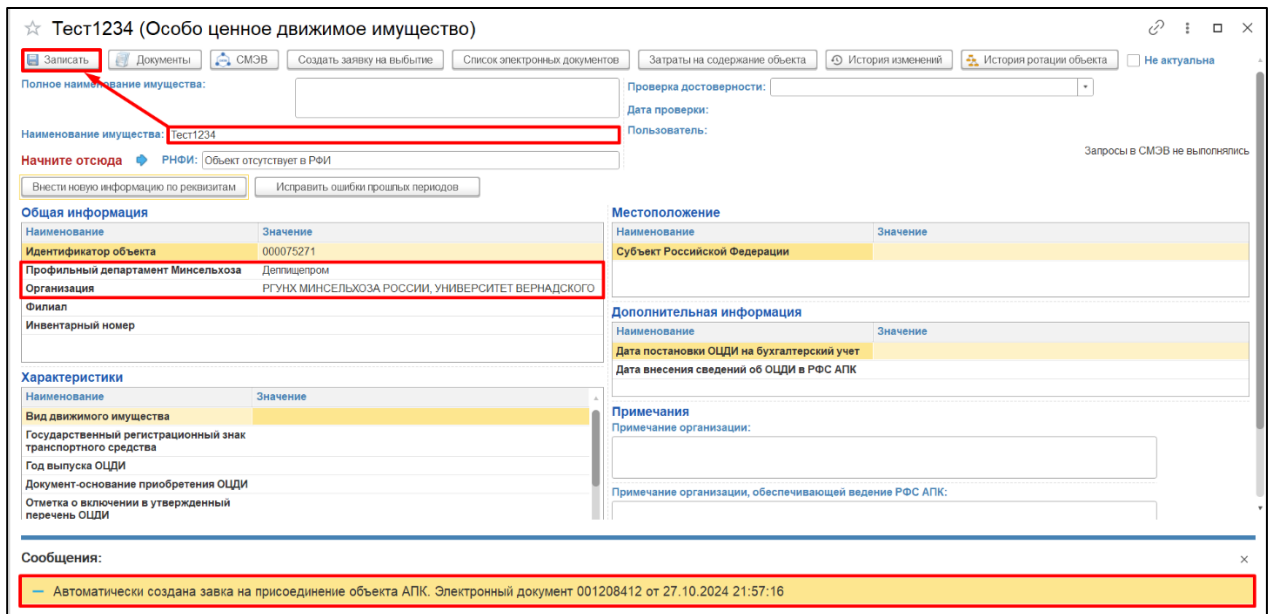 Тест1234 (Особо ценное движимое имущество)
Записать Документы СМЭВ Создать заявку на выбытие Список электронных документов Затраты на содержание объекта История изменений История ротации объекта Не актуальна
Полное наименование имущества:
Проверка достоверности:
Дата проверки:
Наименование имущества: Тест1234
Пользователь:
Запросы в СМЭВ не выполнялись
Начните отсюда РНФИ: Объект отсутствует в РФИ
Внести новую информацию по реквизитам Исправить ошибки прошлых периодов
Общая информация
Наименование Значение
Идентификатор объекта 000075271
Профильный департамент Минсельхоза Деппищепром
Организация РГУНХ МИНСЕЛЬХОЗА РОССИИ, УНИВЕРСИТЕТ ВЕРНАДСКОГО
Филиал
Инвентарный номер
Характеристики
Наименование Значение
Вид движимого имущества
Государственный регистрационный знак
транспортного средства
Год выпуска ОЦДИ
Документ-основание приобретения ОЦДИ
Отметка о включении в утвержденный
перечень ОЦДИ
Местоположение
Наименование Значение
Субъект Российской Федерации
Дополнительная информация
Наименование Значение
Дата постановки ОЦДИ на бухгалтерский учет
Дата внесения сведений об ОЦДИ в РФС АПК
Примечания
Примечание организации:
Примечание организации, обеспечивающей ведение РФС АПК:
Сообщения:
— Автоматически создана завка на присоединение объекта АПК. Электронный документ 001208412 от 27.10.2024 21:57:16